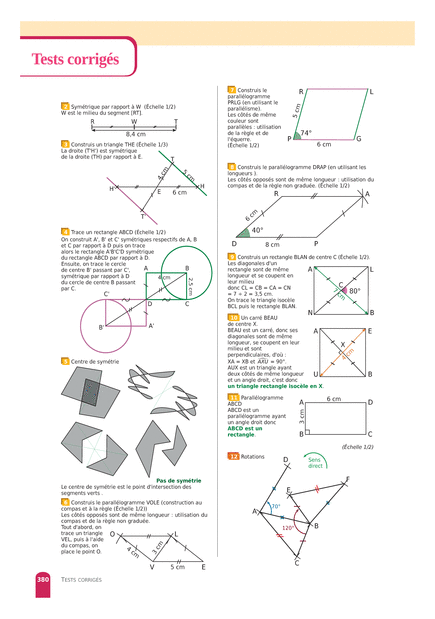 Tests corrigés
2 Symétrique par rapport à W (Échelle 1/2)
W est le milieu du segment [RT].
R W T
8,4 cm
3 Construis un triangle THE (Échelle 1/3)
La droite (T'H') est symétrique
de la droite (TH) par rapport à E.
T
4 cm
5 cm
H' E 6 cm H
T'
4 Trace un rectangle ABCD (Échelle 1/2)
On construit A', B' et C' symétriques respectifs de A, B
et C par rapport à D puis on trace
alors le rectangle A'B'C'D symétrique
du rectangle ABCD par rapport à D.
Ensuite, on trace le cercle
de centre B' passant par C',
symétrique par rapport à D
du cercle de centre B passant
par C.
A B
4 cm
2,5 cm
C' D C
B' A'
5 Centre de symétrie
Pas de symétrie
Le centre de symétrie est le point d'intersection des
segments verts .
6 Construis le parallélogramme VOLE (construction au
compas et à la règle (Échelle 1/2))
Les côtés opposés sont de même longueur : utilisation du
compas et de la règle non graduée.
Tout d'abord, on
trace un triangle
VEL, puis à l'aide
du compas, on
place le point O.
O L
4 cm 3 cm
V 5 cm E
7 Construis le
parallélogramme
PRLG (en utilisant le
parallélisme).
Les côtés de même
couleur sont
parallèles : utilisation
de la règle et de
l'équerre.
(Échelle 1/2)
R L
5 cm
74°
P G
6 cm
8 Construis le parallélogramme DRAP (en utilisant les
longueurs ).
Les côtés opposés sont de même longueur : utilisation du
compas et de la règle non graduée. (Échelle 1/2)
R A
6 cm
40°
D 8 cm P
9 Construis un rectangle BLAN de centre C (Échelle 1/2).
Les diagonales d'un
rectangle sont de même
longueur et se coupent en
leur milieu
donc CL = CB = CA = CN
= 7 ÷ 2 = 3,5 cm.
On trace le triangle isocèle
BCL puis le rectangle BLAN.
A L
C 80°
7 cm
N B
10 Un carré BEAU
de centre X.
BEAU est un carré, donc ses
diagonales sont de même
longueur, se coupent en leur
milieu et sont
perpendiculaires, d'où :
XA = XB et AXU = 90°.
AUX est un triangle ayant
deux côtés de même longueur
et un angle droit, c'est donc
un triangle rectangle isocèle en X.
A E
X
U B
11 Parallélogramme
ABCD
ABCD est un
parallélogramme ayant
un angle droit donc
ABCD est un
rectangle.
6 cm
A D
3 cm
B C
(Échelle 1/2)
12 Rotations
D
Sens
direct
F
E
A 70°
B
120°
C
380 TESTS CORRIGÉS